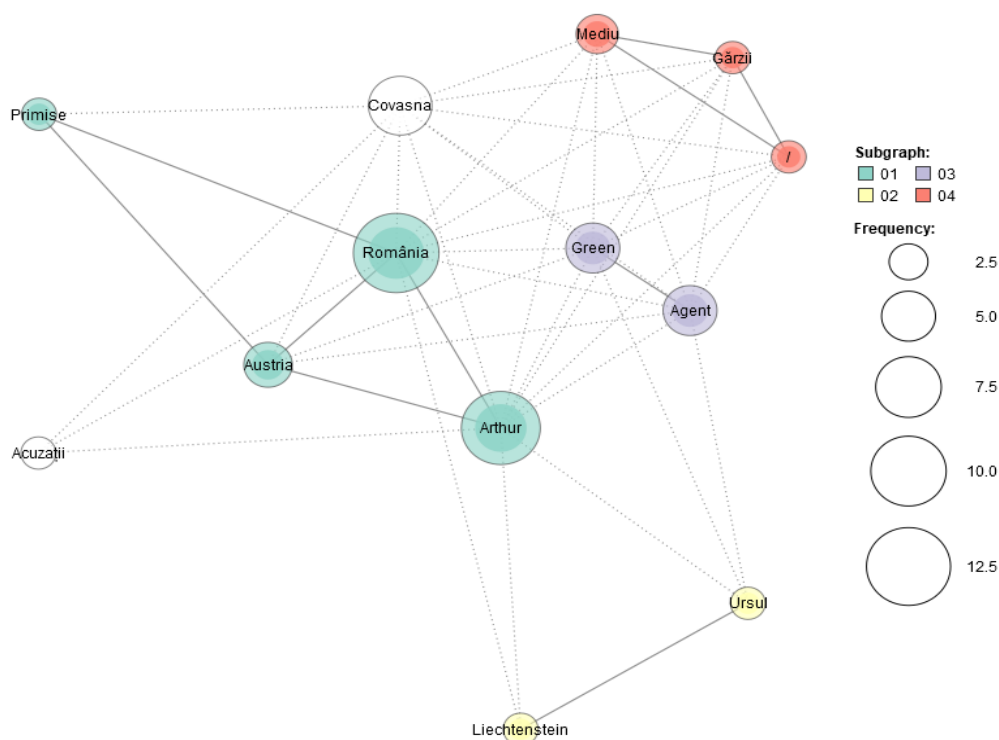 Mediu
Gărzii
Covasna
Primise
/
România
Green
Agent
Austria
Arthur
Acuzații
Ursul
Liechtenstein
Subgraph:
01 03
02 04
Frequency:
2.5
5.0
7.5
10.0
12.5